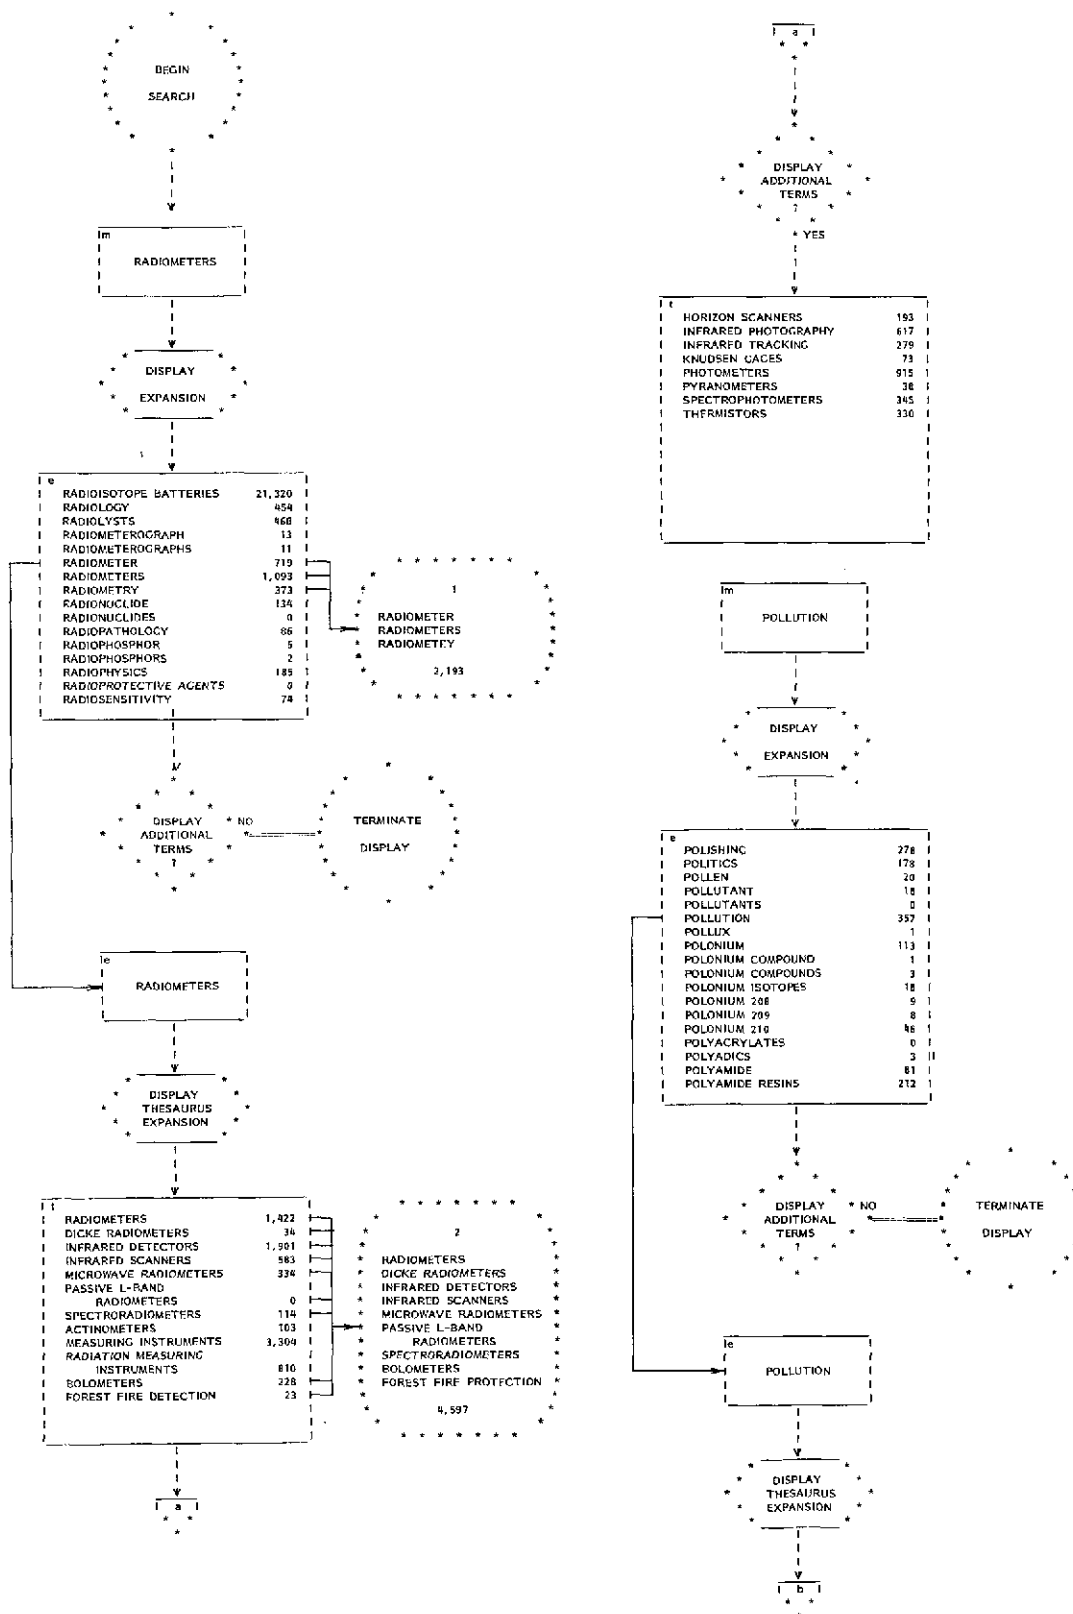 BEGIN
SEARCH
lm
RADIOMETERS
DISPLAY
EXPANSION
e
RADIOISOTOPE BATTERIES 21,320
RADIOLOGY 454
RADIOLYSTS 468
RADIOMETEROGRAPH 13
RADIOMETEROGRAPHS 11
RADIOMETER 719
RADIOMETERS 1,093
RADIOMETRY 373
RADIONUCLIDE 134
RADIONUCLIDES 0
RADIOPATHOLOGY 86
RADIOPHOSPHOR 5
RADIOPHOSPHORS 2
RADIOPHYSICS 185
RADIOPROTECTIVE AGENTS 0
RADIOSENSITIVITY 74
1
RADIOMETER
RADIOMETERS
RADIOMETEY
2,193
DISPLAY
ADDITIONAL
TERMS
?
NO
TERMINATE
DISPLAY
le
RADIOMETERS
DISPLAY
THESAURUS
EXPANSION
t
RADIOMETERS 1,422
DICKE RADIOMETERS 34
INFRARED DETECTORS 1,901
INFRARED SCANNERS 583
MICROWAVE RADIOMETERS 334
PASSIVE L-BAND
RADIOMETERS 0
SPECTRORADIOMETERS 114
ACTINOMETERS 103
MEASURING INSTRUMENTS 3,304
RADIATION MEASURING
INSTRUMENTS 810
BOLOMETERS 228
FOREST FIRE DETECTION 23
2
RADIOMETERS
DICKE RADIOMETERS
INFRARED DETECTORS
INFRARED SCANNERS
MICROWAVE RADIOMETERS
PASSIVE L-BAND
RADIOMETERS
SPECTRORADIOMETERS
BOLOMETERS
FOREST FIRE PROTECTION
4,597
a
a
DISPLAY
ADDITIONAL
TERMS
?
YES
t
HORIZON SCANNERS 193
INFRARED PHOTOGRAPHY 617
INFRARED TRACKING 279
KNUDSEN GAGES 73
PHOTOMETERS 915
PYRANOMETERS 38
SPECTROPHOTOMETERS 345
THERMISTORS 330
lm
POLLUTION
DISPLAY
EXPANSION
e
POLISHING 278
POLITICS 178
POLLEN 20
POLLUTANT 18
POLLUTANTS 0
POLLUTION 357
POLLUX 1
POLONIUM 113
POLONIUM COMPOUND 1
POLONIUM COMPOUNDS 3
POLONIUM ISOTOPES 18
POLONIUM 208 9
POLONIUM 209 8
POLONIUM 210 46
POLYACRYLATES 0
POLYADICS 3
POLYAMIDE 81
POLYAMIDE RESINS 212
DISPLAY
ADDITIONAL
TERMS
?
NO
TERMINATE
DISPLAY
le
POLLUTION
DISPLAY
THESAURUS
EXPANSION
b